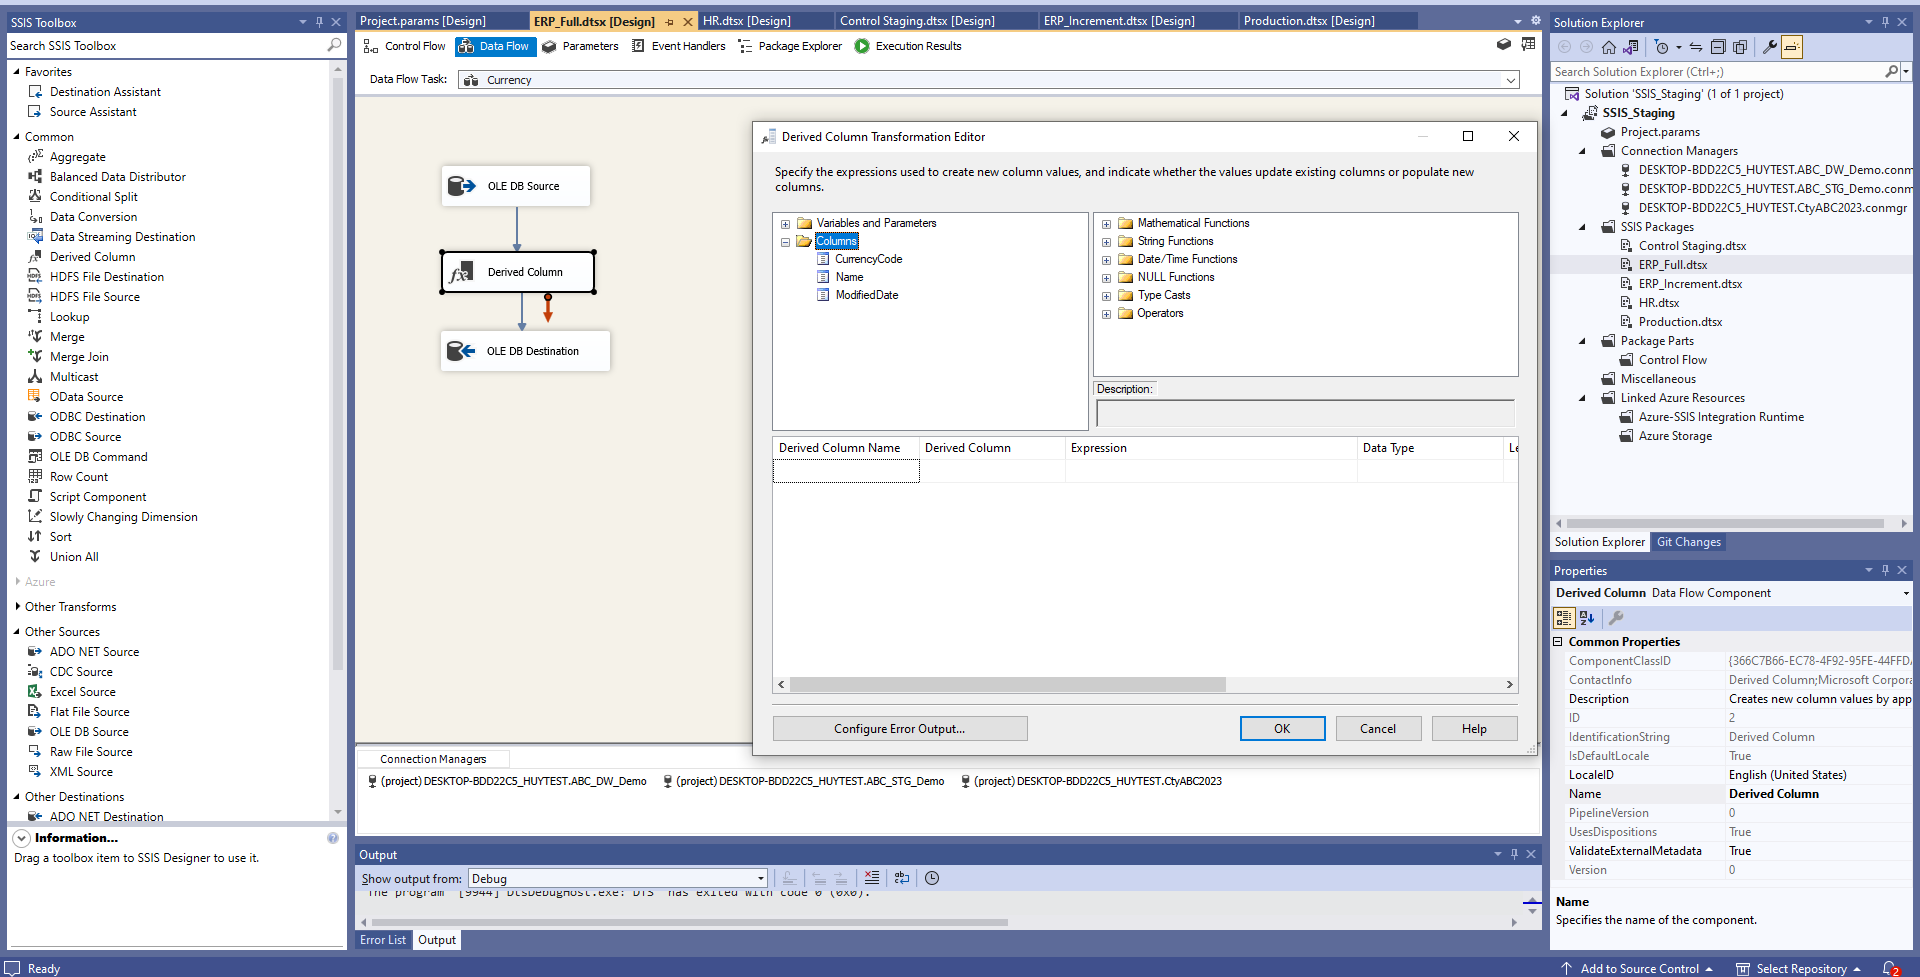 SSIS Toolbox
Search SSIS Toolbox
Favorites
Destination Assistant
Source Assistant
Common
Aggregate
Balanced Data Distributor
Conditional Split
Data Conversion
Data Streaming Destination
Derived Column
HDFS File Destination
HDFS File Source
Lookup
Merge
Merge Join
Multicast
OData Source
ODBC Destination
ODBC Source
OLE DB Command
Row Count
Script Component
Slowly Changing Dimension
Sort
Union All
Azure
Other Transforms
Other Sources
ADO NET Source
CDC Source
Excel Source
Flat File Source
OLE DB Source
Raw File Source
XML Source
Other Destinations
ADO NET Destination
Information...
Drag a toolbox item to SSIS Designer to use it.
Project.params [Design]
ERP_Full.dtsx [Design]
HR.dtsx [Design]
Control Staging.dtsx [Design]
ERP_Increment.dtsx [Design]
Production.dtsx [Design]
Control Flow
Data Flow
Parameters
Event Handlers
Package Explorer
Execution Results
Data Flow Task:
Currency
OLE DB Source
Derived Column
OLE DB Destination
Derived Column Transformation Editor
Specify the expressions used to create new column values, and indicate whether the values update existing columns or populate new
columns.
Variables and Parameters
Columns
CurrencyCode
Name
ModifiedDate
Mathematical Functions
String Functions
Date/Time Functions
NULL Functions
Type Casts
Operators
Description:
Derived Column Name
Derived Column
Expression
Data Type
Le
Configure Error Output...
OK
Cancel
Help
Connection Managers
(project) DESKTOP-BDD22C5_HUYTEST.ABC_DW_Demo
(project) DESKTOP-BDD22C5_HUYTEST.ABC_STG_Demo
(project) DESKTOP-BDD22C5_HUYTEST.CtyABC2023
Output
Show output from:
Debug
The program '[9944] DtsDebugHost.exe: DTS' has exited with code 0 (0x0).
Error List
Output
Solution Explorer
Search Solution Explorer (Ctrl+;)
Solution 'SSIS_Staging' (1 of 1 project)
SSIS_Staging
Project.params
Connection Managers
DESKTOP-BDD22C5_HUYTEST.ABC_DW_Demo.conm
DESKTOP-BDD22C5_HUYTEST.ABC_STG_Demo.conm
DESKTOP-BDD22C5_HUYTEST.CtyABC2023.conmgr
SSIS Packages
Control Staging.dtsx
ERP_Full.dtsx
ERP_Increment.dtsx
HR.dtsx
Production.dtsx
Package Parts
Control Flow
Miscellaneous
Linked Azure Resources
Azure-SSIS Integration Runtime
Azure Storage
Solution Explorer
Git Changes
Properties
Derived Column Data Flow Component
Common Properties
ComponentClassID {366C7B66-EC78-4F92-95FE-44FFDA
ContactInfo Derived Column;Microsoft Corpora
Description Creates new column values by app
ID 2
IdentificationString Derived Column
IsDefaultLocale True
LocaleID English (United States)
Name Derived Column
PipelineVersion 0
UsesDispositions True
ValidateExternalMetadata True
Version 0
Name
Specifies the name of the component.
Ready
Add to Source Control
Select Repository
2